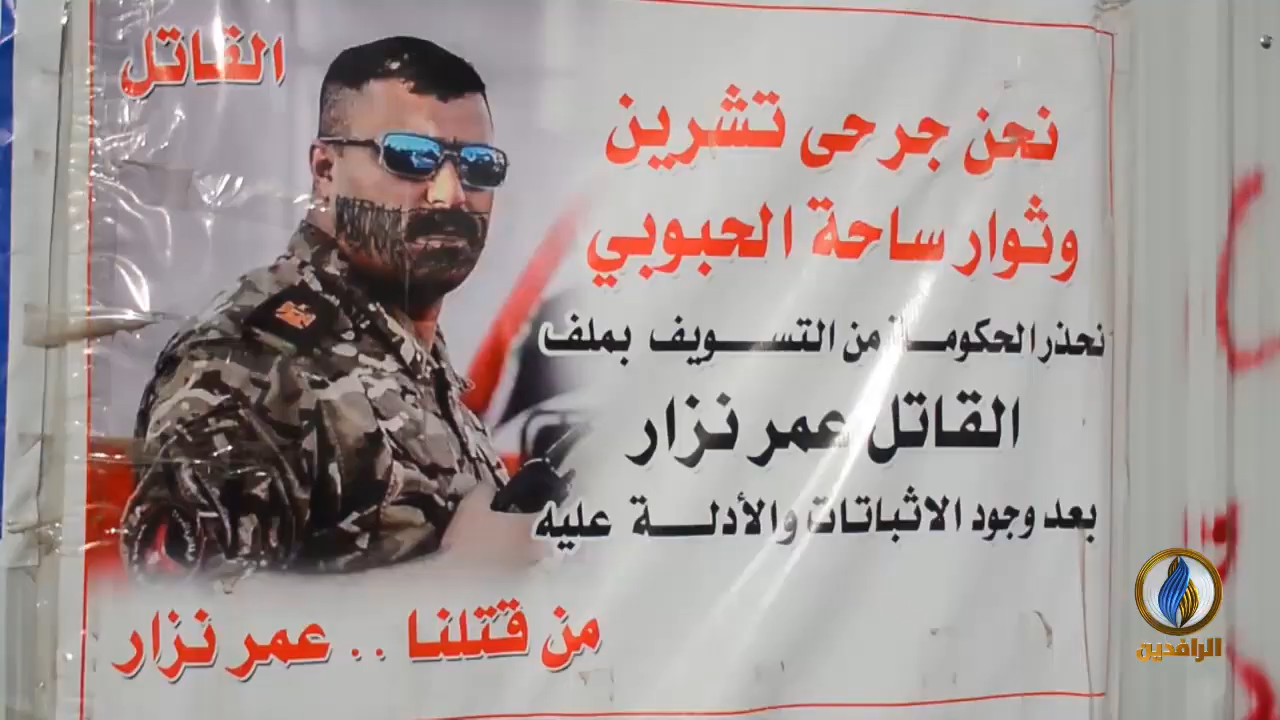 القاتل
نحن جرحى تشرين
وثوار ساحة الحبوبي
نحذر الحكومة من التسويف بملف
القاتل عمر نزار
بعد وجود الاثباتات والأدلة عليه
من قتلنا .. عمر نزار
الرافدين